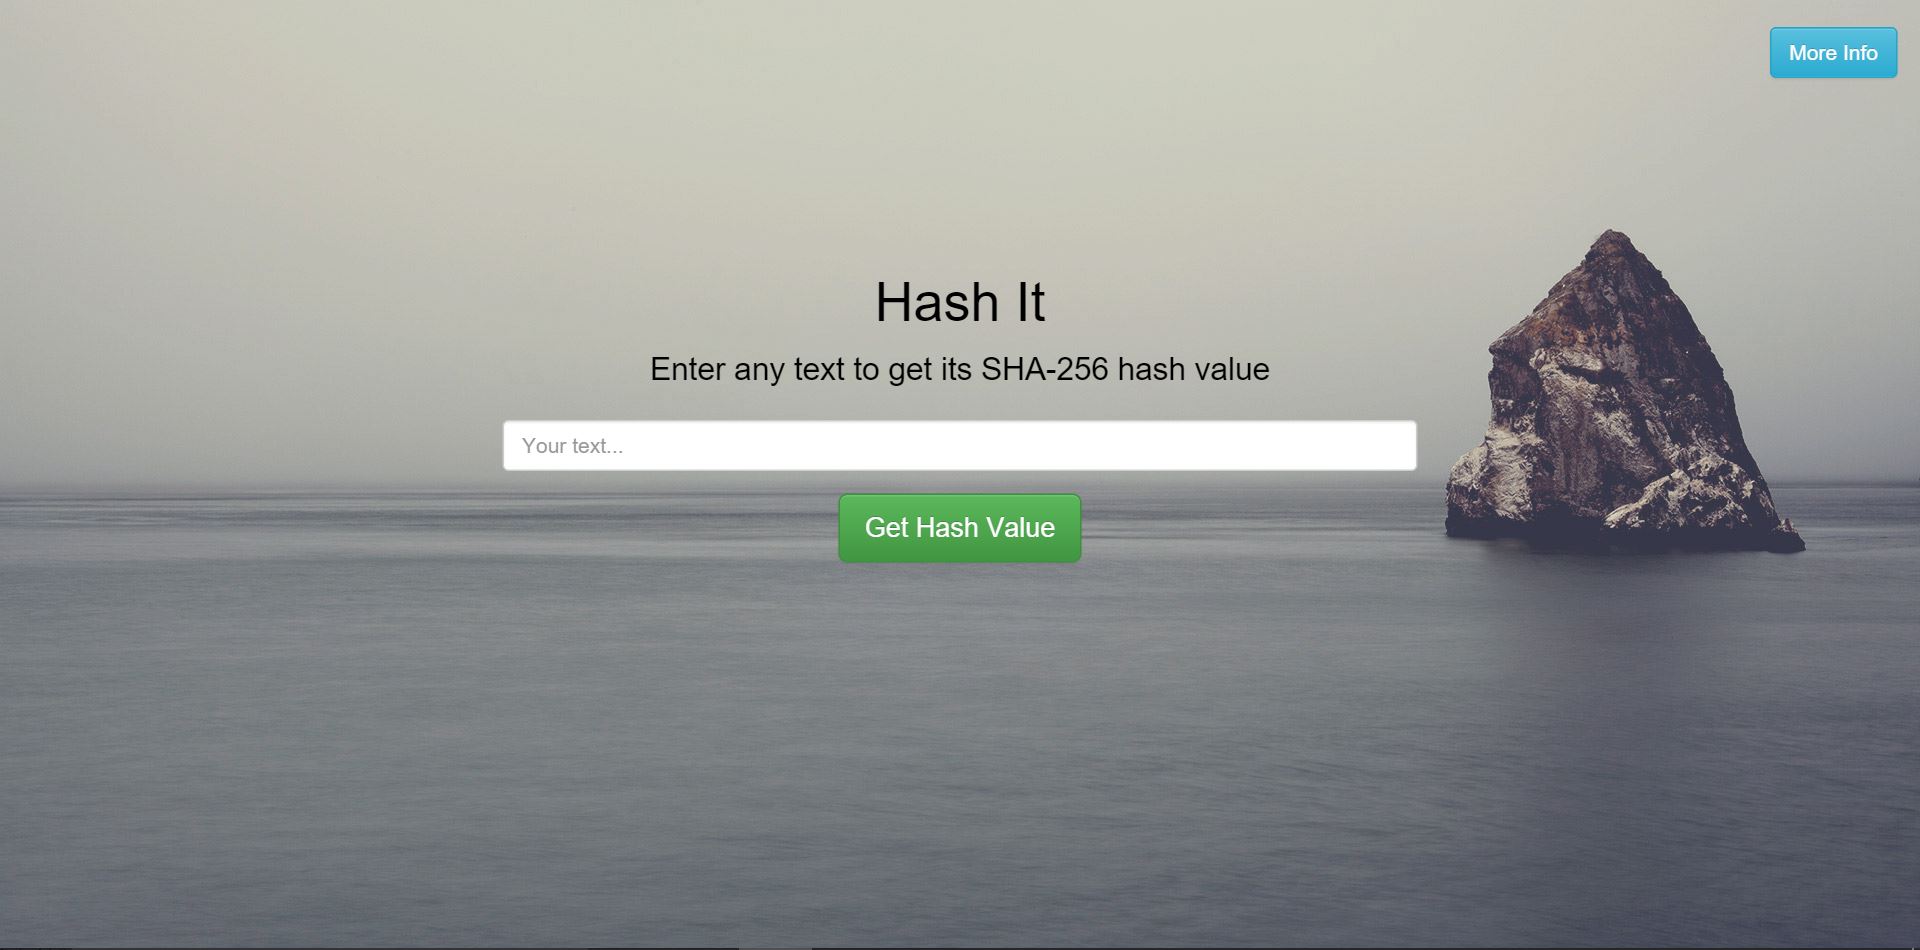 More Info
Hash It
Enter any text to get its SHA-256 hash value
Your text...
Get Hash Value